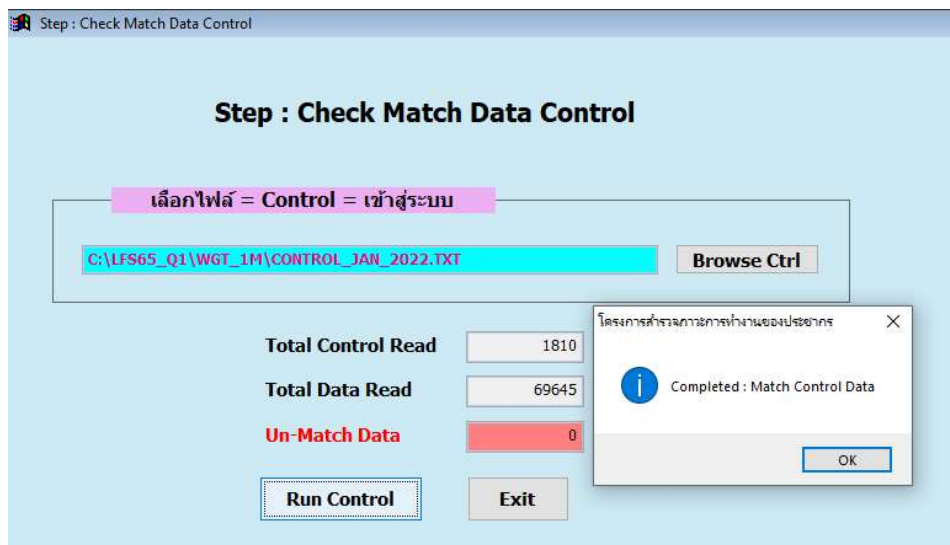 Step : Check Match Data Control
Step : Check Match Data Control
เลือกไฟล์ = Control = เข้าสู่ระบบ
C:\LFS65_Q1\WGT_1M\CONTROL_JAN_2022.TXT
Browse Ctrl
โครงการสำรวจภาวะการทำงานของประชากร
Total Control Read
1810
Completed : Match Control Data
Total Data Read
69645
Un-Match Data
0
OK
Run Control
Exit